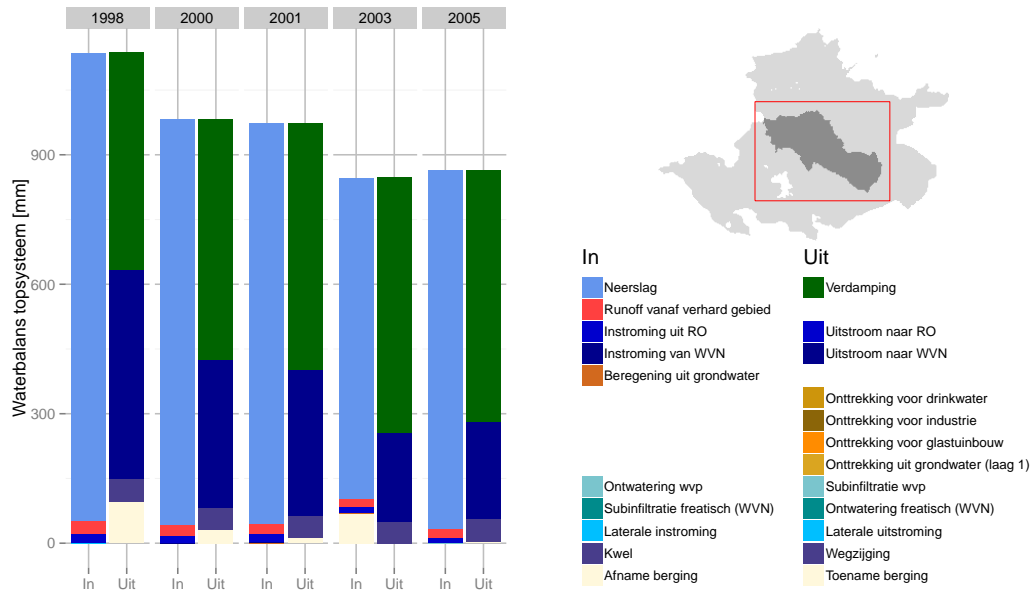 1998 2000 2001 2003 2005
Waterbalans topsysteem [mm]
900
600
300
0
In Uit In Uit In Uit In Uit In Uit
In
Neerslag
Runoff vanaf verhard gebied
Instroming uit RO
Instroming van WVN
Beregening uit grondwater
Ontwatering wvp
Subinfiltratie freatisch (WVN)
Laterale instroming
Kwel
Afname berging
Uit
Verdamping
Uitstroom naar RO
Uitstroom naar WVN
Onttrekking voor drinkwater
Onttrekking voor industrie
Onttrekking voor glastuinbouw
Onttrekking uit grondwater (laag 1)
Subinfiltratie wvp
Ontwatering freatisch (WVN)
Laterale uitstroming
Wegzijging
Toename berging